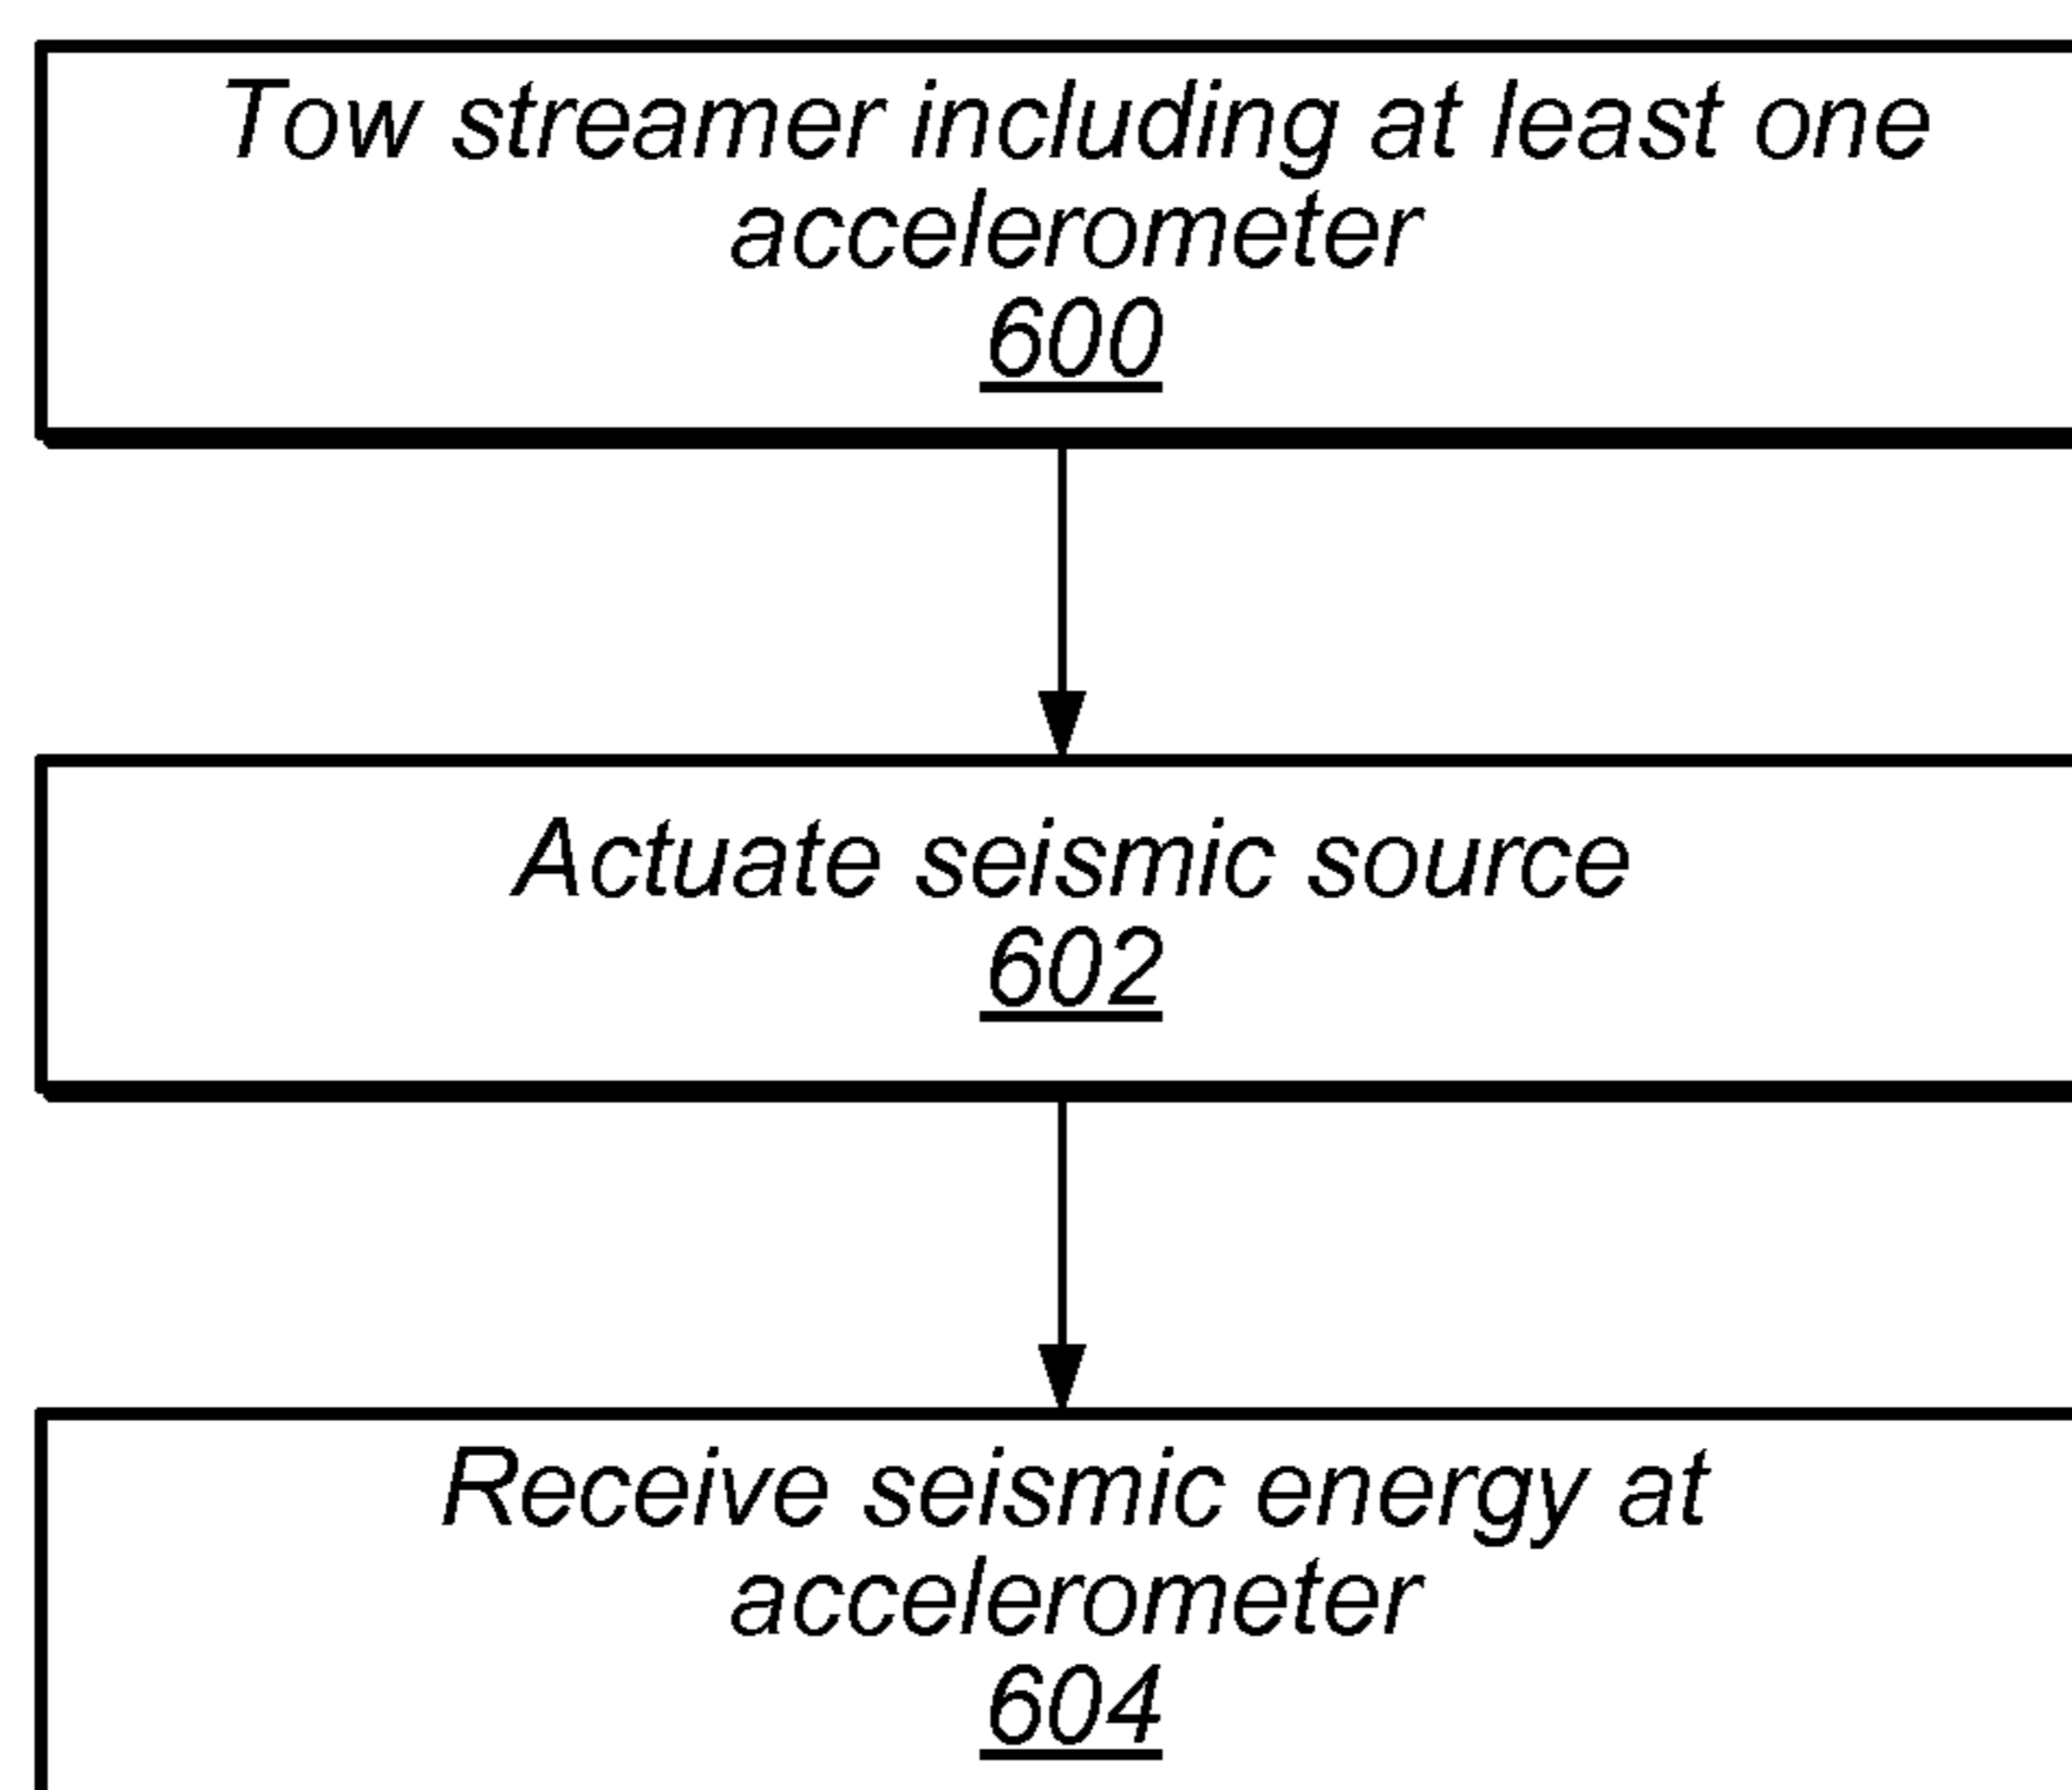 Tow streamer including at least one
accelerometer
600
Actuate seismic source
602
Receive seismic energy at
accelerometer
604